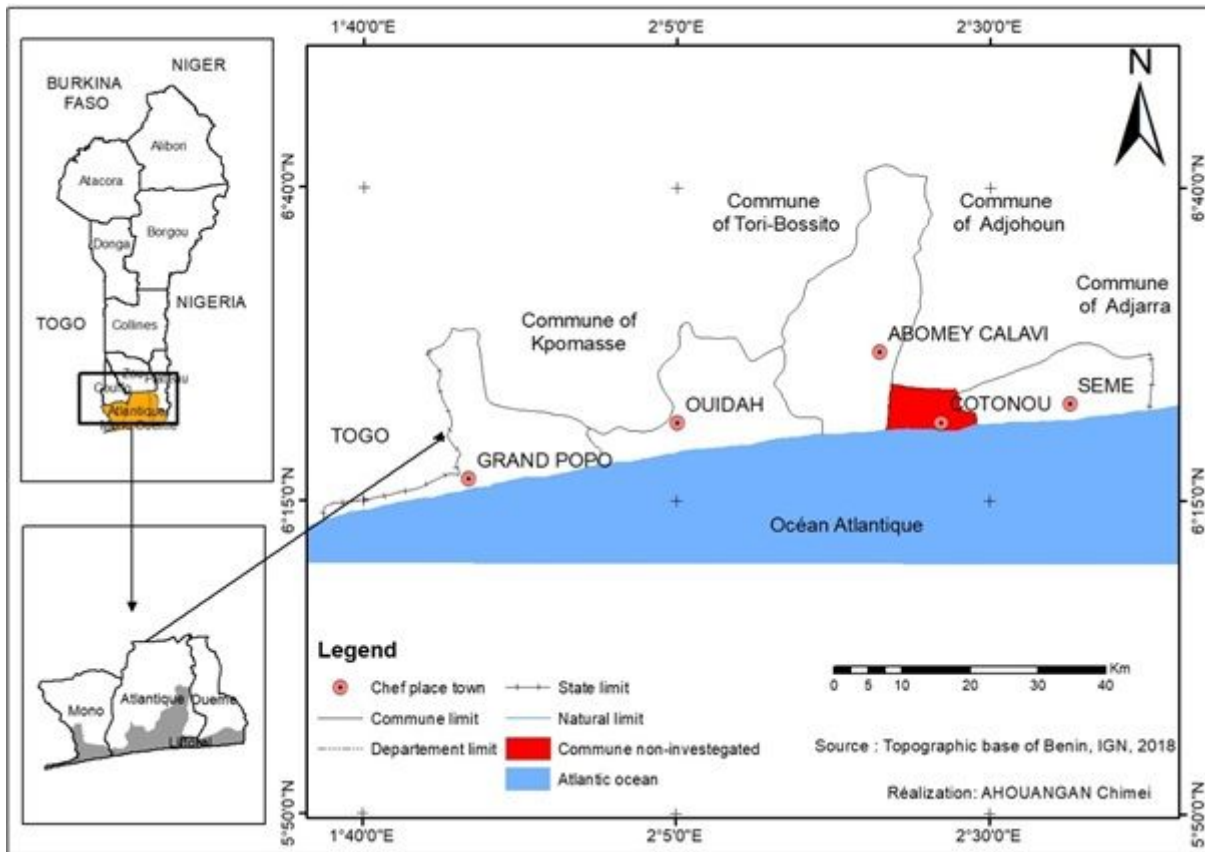 1°40'0"E
2°5'0"E
2°30'0"E
NIGER
BURKINA
FASO
Alibori
Atacora
Borgou
Donga
NIGERIA
TOGO
Collines
Zou
Atlantique
Mono
Atlantique
Oueme
Littoral
N
6°40'0"N
6°40'0"N
Commune
of Tori-Bossito
Commune
of Adjohoun
Commune
of Adjarra
Commune of
Kpomasse
ABOMEY CALAVI
SEME
OUIDAH
COTONOU
TOGO
GRAND POPO
6°15'0"N
6°15'0"N
Océan Atlantique
Legend
Chef place town
State limit
Commune limit
Natural limit
Departement limit
Commune non-investegated
Atlantic ocean
Km
0 5 10 20 30 40
Source : Topographic base of Benin, IGN, 2018
Réalization: AHOUANGAN Chimei
5°50'0"N
5°50'0"N
1°40'0"E
2°5'0"E
2°30'0"E